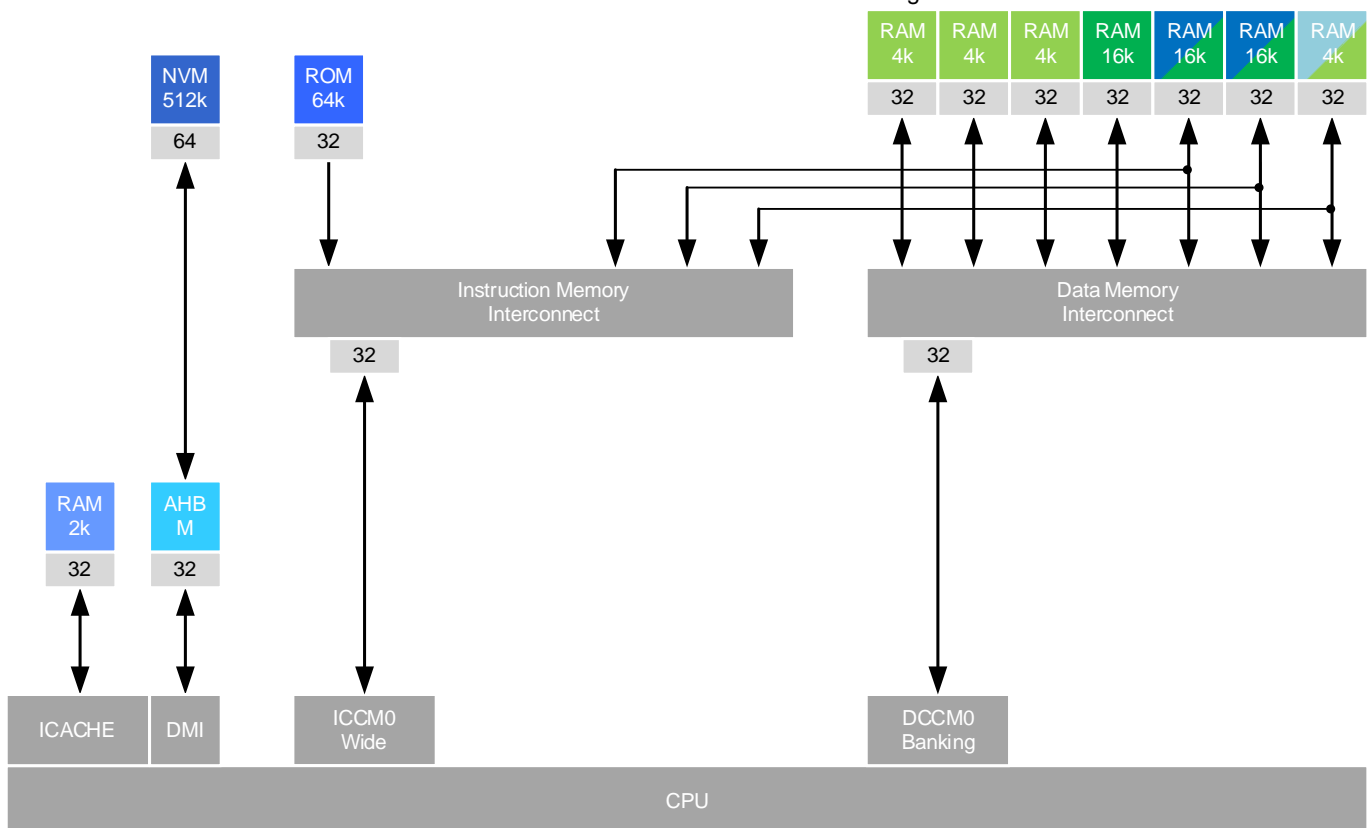 g
RAM
4k
RAM
4k
RAM
4k
RAM
16k
RAM
16k
RAM
16k
RAM
4k
32
32
32
32
32
32
32
NVM
512k
64
ROM
64k
32
Instruction Memory
Interconnect
32
Data Memory
Interconnect
32
RAM
2k
32
AHB
M
32
ICACHE
DMI
ICCM0
Wide
DCCM0
Banking
CPU